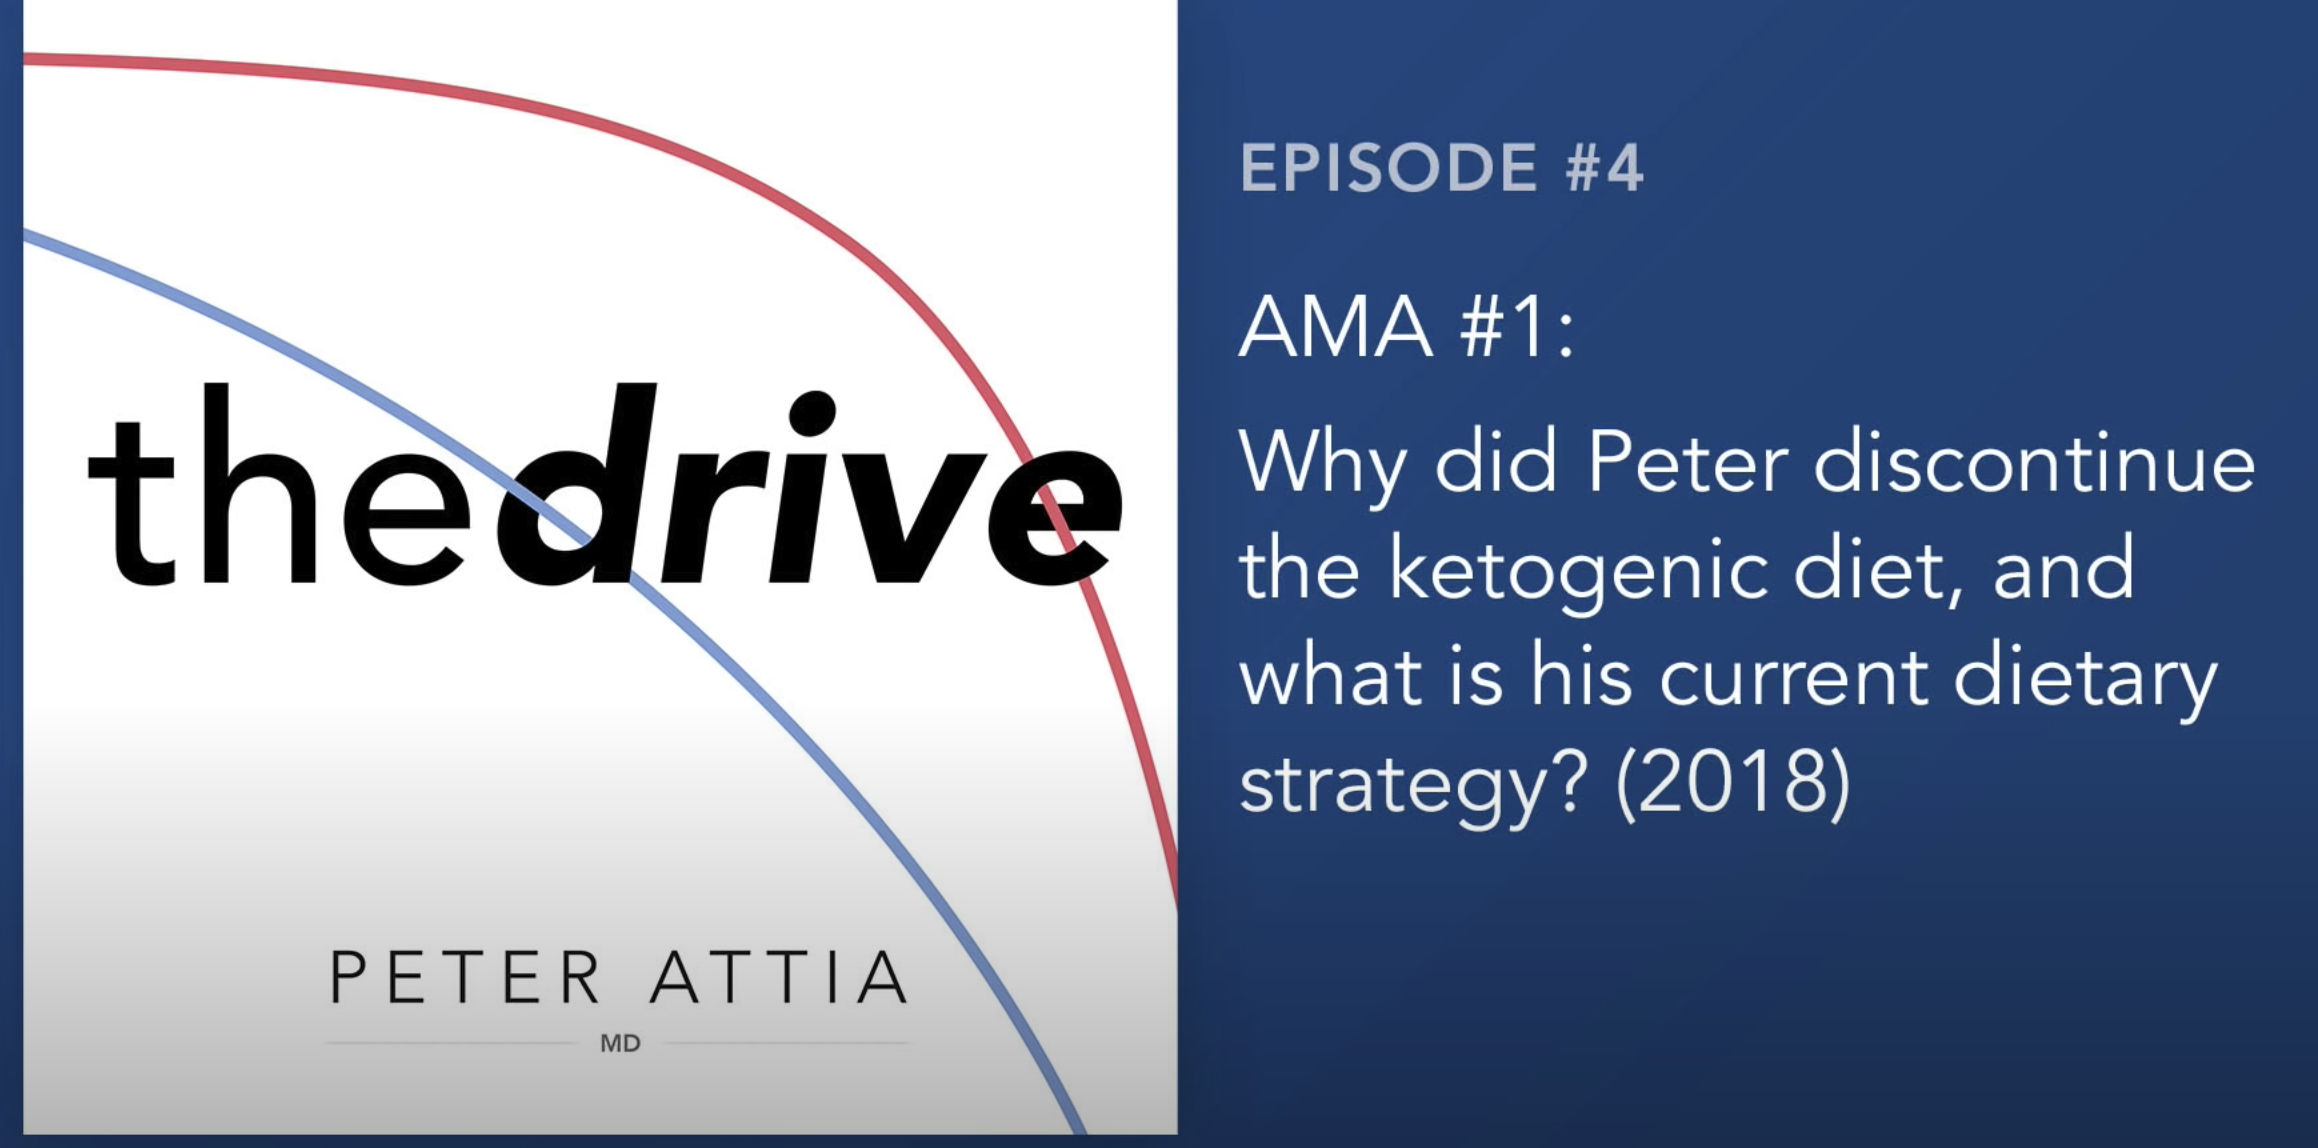 thedrive
PETER ATTIA
MD
EPISODE #4
AMA #1:
Why did Peter discontinue
the ketogenic diet, and
what is his current dietary
strategy? (2018)